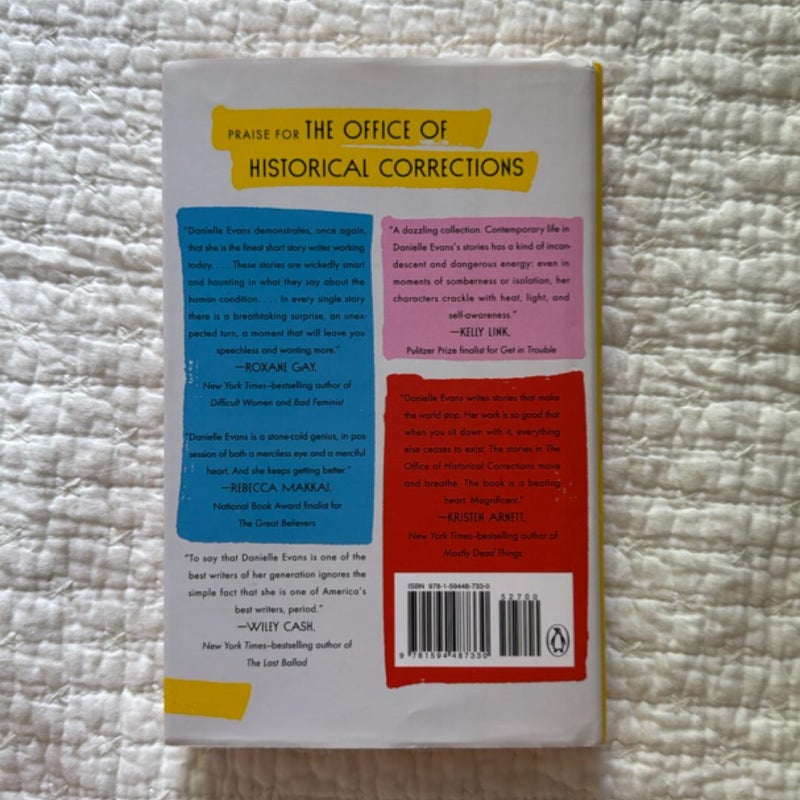 PRAISE FOR THE OFFICE OF
HISTORICAL CORRECTIONS
"Danielle Evans demonstrates, once again,
that she is the finest short story writer working
today. . . . These stories are wickedly smart
and haunting in what they say about the
human condition. . . . In every single story
there is a breathtaking surprise, an unex-
pected turn, a moment that will leave you
speechless and wanting more."
—ROXANE GAY,
New York Times–bestselling author of
Difficult Women and Bad Feminist
"Danielle Evans is a stone-cold genius, in pos-
session of both a merciless eye and a merciful
heart. And she keeps getting better."
—REBECCA MAKKAI,
National Book Award finalist for
The Great Believers
"To say that Danielle Evans is one of the
best writers of her generation ignores the
simple fact that she is one of America's
best writers, period."
—WILEY CASH,
New York Times–bestselling author of
The Last Ballad
"A dazzling collection. Contemporary life in
Danielle Evans's stories has a kind of incan-
descent and dangerous energy: even in
moments of somberness or isolation, her
characters crackle with heat, light, and
self-awareness."
—KELLY LINK,
Pulitzer Prize finalist for Get in Trouble
"Danielle Evans writes stories that make
the world stop. Her work is so good that
when you sit down with it, everything
else ceases to exist. The stories in The
Office of Historical Corrections move
and breathe. The book is a beating
heart. Magnificent."
—KRISTEN ARNETT,
New York Times–bestselling author of
Mostly Dead Things
ISBN 978-1-59448-733-0
52700
9 781594 487330